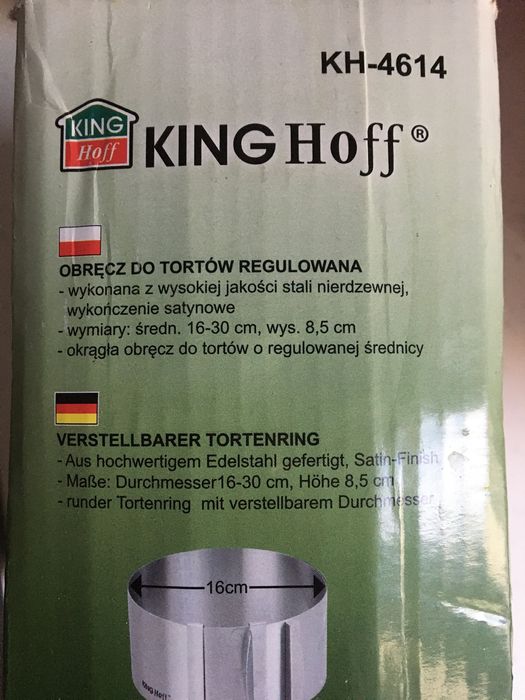 KH-4614
KING
Hoff
KING Hoff®
OBRĘCZ DO TORTÓW REGULOWANA
- wykonana z wysokiej jakości stali nierdzewnej,
wykończenie satynowe
- wymiary: średn. 16-30 cm, wys. 8,5 cm
- okrągła obręcz do tortów o regulowanej średnicy
VERSTELLBARER TORTENRING
- Aus hochwertigem Edelstahl gefertigt, Satin-Finish
- Maße: Durchmesser16-30 cm, Höhe 8,5 cm
- runder Tortenring mit verstellbarem Durchmesser
16cm
KING Hoff